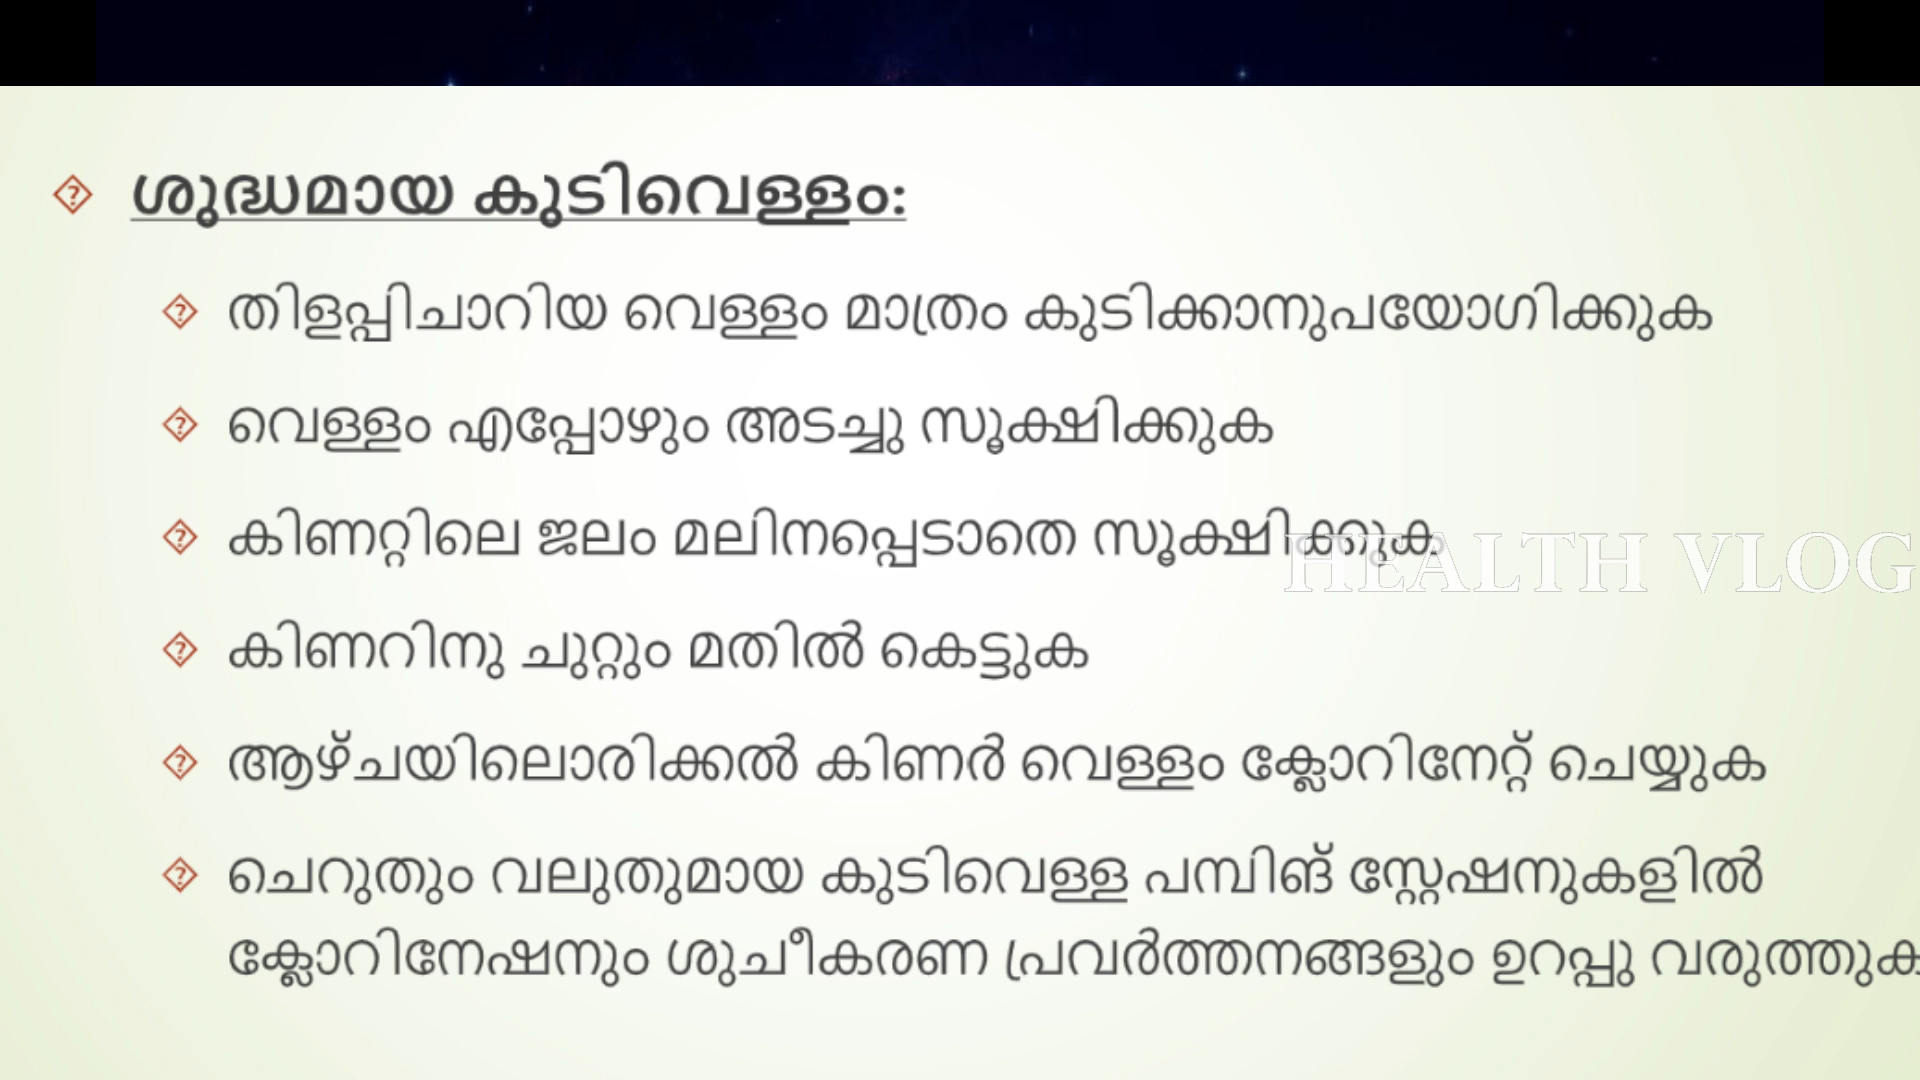 ശുദ്ധമായ കുടിവെള്ളം:
തിളപ്പിചാറിയ വെള്ളം മാത്രം കുടിക്കാനുപയോഗിക്കുക
വെള്ളം എപ്പോഴും അടച്ചു സൂക്ഷിക്കുക
കിണറ്റിലെ ജലം മലിനപ്പെടാതെ സൂക്ഷിക്കുക
HEALTH VLOG
കിണറിനു ചുറ്റും മതിൽ കെട്ടുക
ആഴ്ചയിലൊരിക്കൽ കിണർ വെള്ളം ക്ലോറിനേറ്റ് ചെയ്യുക
ചെറുതും വലുതുമായ കുടിവെള്ള പമ്പിങ് സ്റ്റേഷനുകളിൽ
ക്ലോറിനേഷനും ശുചീകരണ പ്രവർത്തനങ്ങളും ഉറപ്പു വരുത്തുക